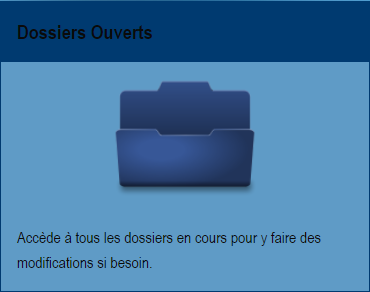 Dossiers Ouverts
Accède à tous les dossiers en cours pour y faire des
modifications si besoin.